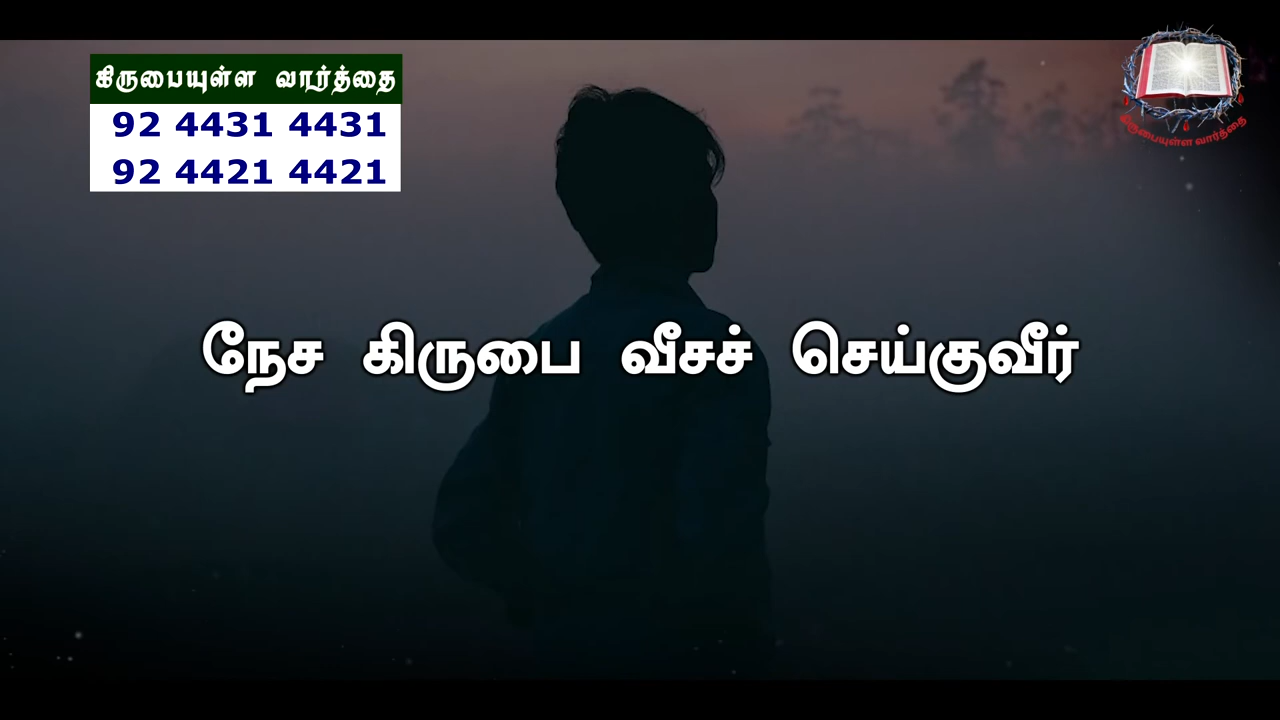 கிருபையுள்ள வார்த்தை
92 4431 4431
92 4421 4421
கிருபையுள்ள வார்த்தை
நேச கிருபை வீசச் செய்குவீர்